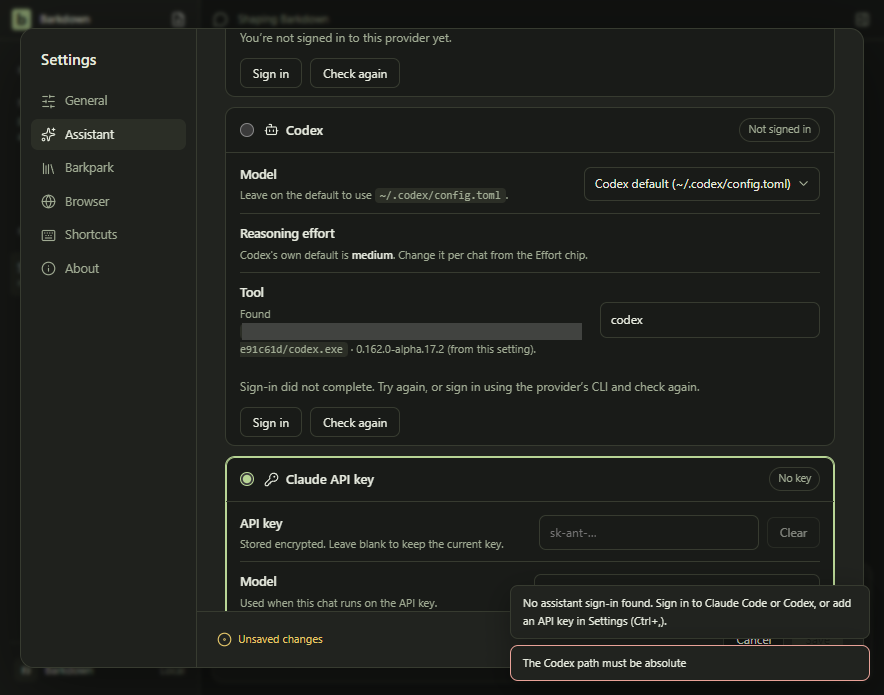 Barkdown
Shaping Barkdown
Settings
General
Assistant
Barkpark
Browser
Shortcuts
About
You're not signed in to this provider yet.
Sign in
Check again
Codex
Not signed in
Model
Leave on the default to use ~/.codex/config.toml.
Codex default (~/.codex/config.toml)
Reasoning effort
Codex's own default is medium. Change it per chat from the Effort chip.
Tool
Found
codex
e91c61d/codex.exe · 0.162.0-alpha.17.2 (from this setting).
Sign-in did not complete. Try again, or sign in using the provider's CLI and check again.
Sign in
Check again
Claude API key
No key
API key
Stored encrypted. Leave blank to keep the current key.
sk-ant-...
Clear
Model
Used when this chat runs on the API key.
No assistant sign-in found. Sign in to Claude Code or Codex, or add
an API key in Settings (Ctrl+,).
Unsaved changes
Cancel
The Codex path must be absolute
Barkdown